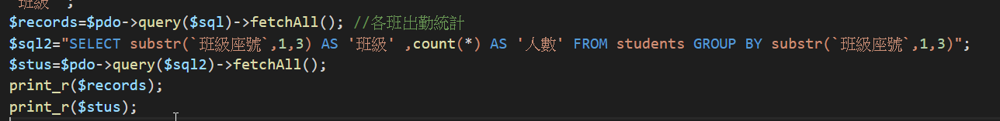 班級`";
$records=$pdo->query($sql)->fetchAll(); //各班出勤統計
$sql2="SELECT substr(`班級座號`,1,3) AS '班級' ,count(*) AS '人數' FROM students GROUP BY substr(`班級座號`,1,3)";
$stus=$pdo->query($sql2)->fetchAll();
print_r($records);
print_r($stus);